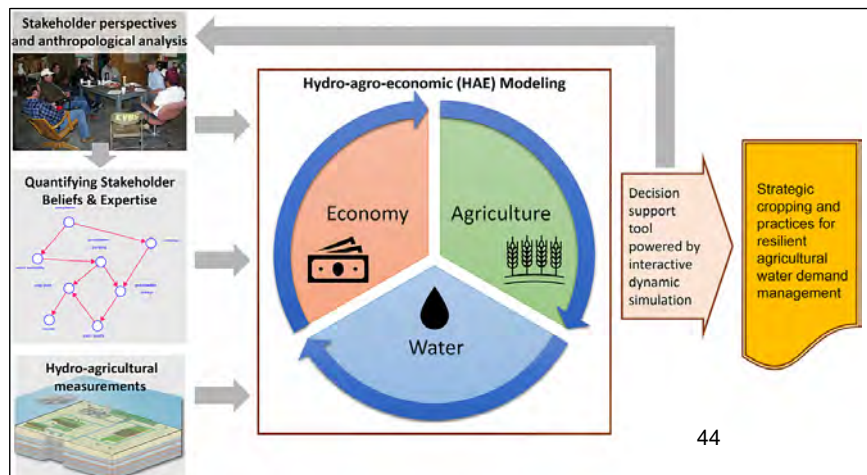 Stakeholder perspectives
and anthropological analysis
Quantifying Stakeholder
Beliefs & Expertise
Hydro-agricultural
measurements
Hydro-agro-economic (HAE) Modeling
Economy
Agriculture
Water
Decision
support
tool
powered by
interactive
dynamic
simulation
Strategic
cropping and
practices for
resilient
agricultural
water demand
management
44